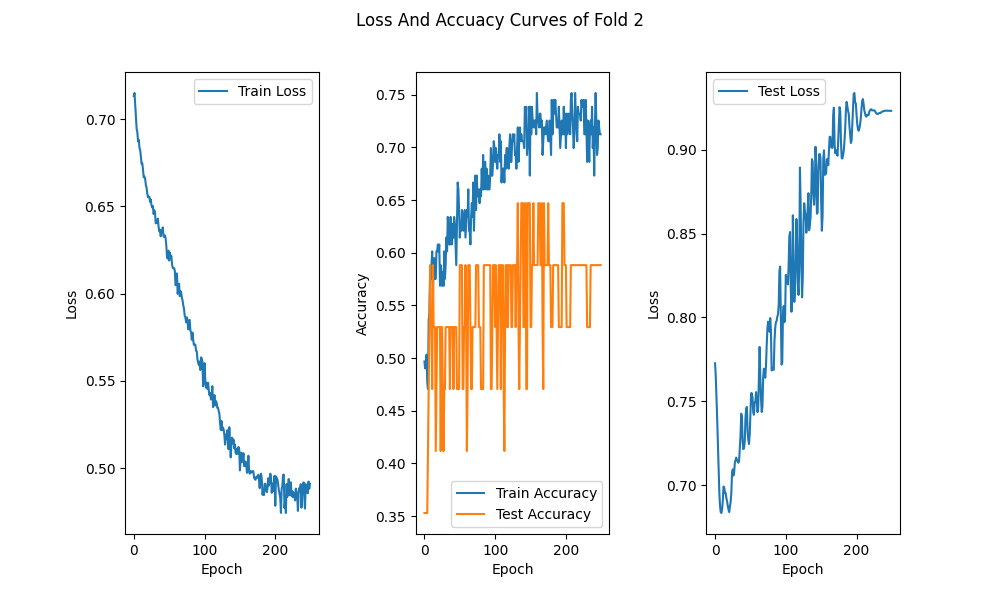 Loss And Accuacy Curves of Fold 2
Train Loss
0.70
0.65
0.60
0.55
0.50
Loss
0
100
200
Epoch
0.75
0.70
0.65
0.60
0.55
0.50
0.45
0.40
0.35
Accuracy
Train Accuracy
Test Accuracy
0
100
200
Epoch
Test Loss
0.90
0.85
0.80
0.75
0.70
Loss
0
100
200
Epoch